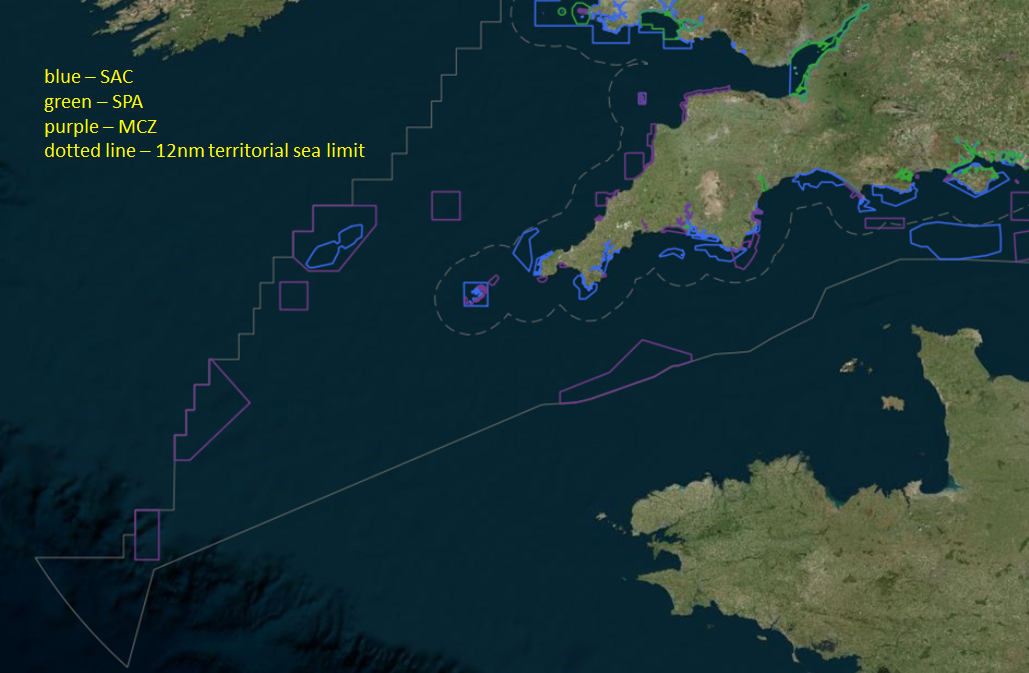 blue – SAC
green – SPA
purple – MCZ
dotted line – 12nm territorial sea limit